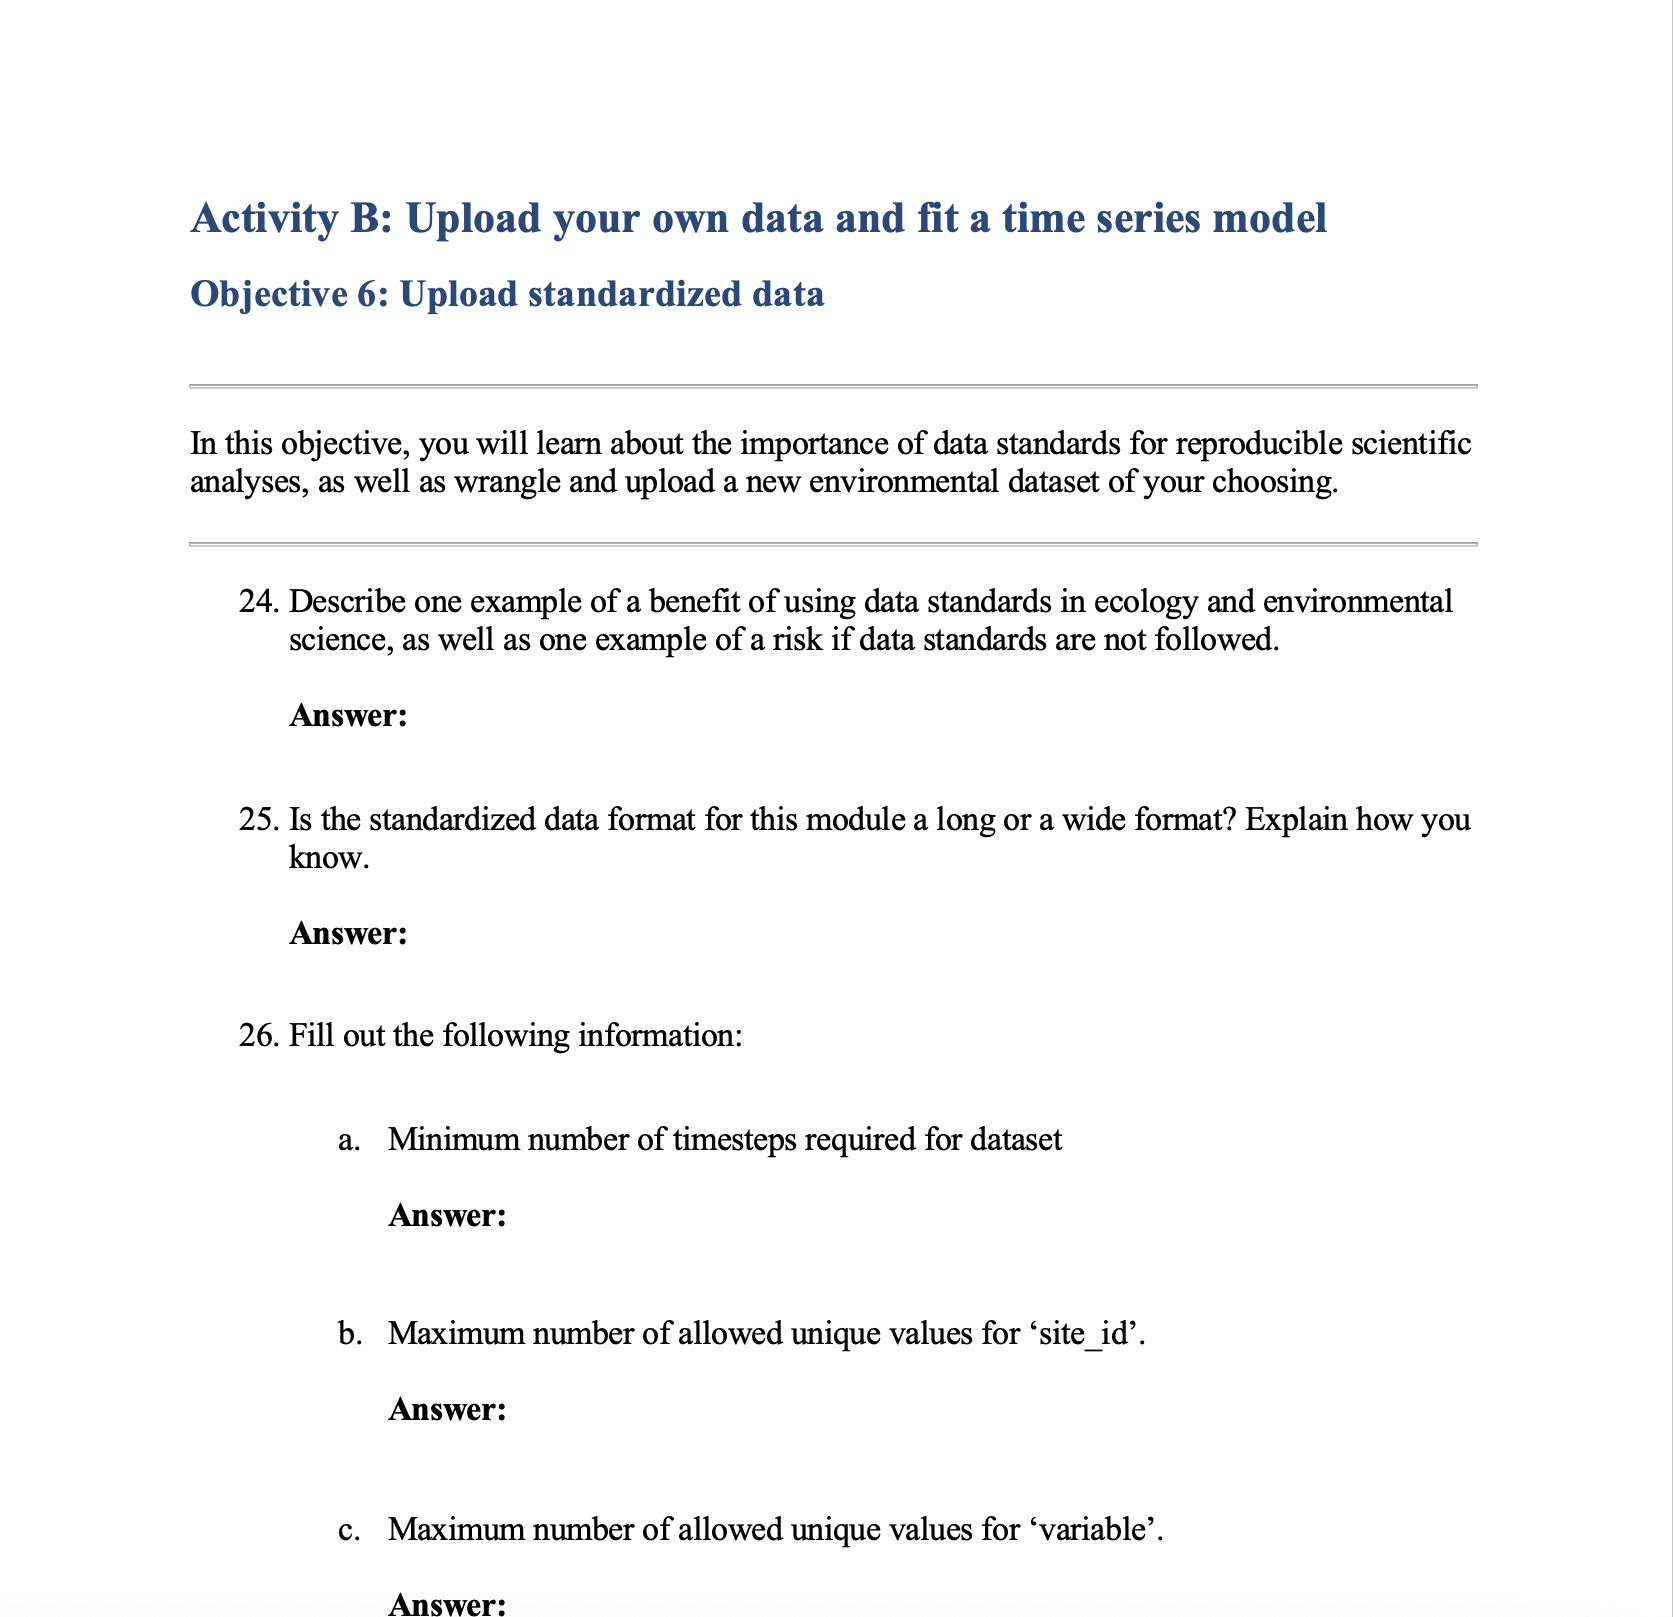 Activity B: Upload your own data and fit a time series model
Objective 6: Upload standardized data
In this objective, you will learn about the importance of data standards for reproducible scientific
analyses, as well as wrangle and upload a new environmental dataset of your choosing.
24. Describe one example of a benefit of using data standards in ecology and environmental
science, as well as one example of a risk if data standards are not followed.
Answer:
25. Is the standardized data format for this module a long or a wide format? Explain how you
know.
Answer:
26. Fill out the following information:
a. Minimum number of timesteps required for dataset
Answer:
b. Maximum number of allowed unique values for ‘site_id’.
Answer:
c. Maximum number of allowed unique values for ‘variable’.
Answer: